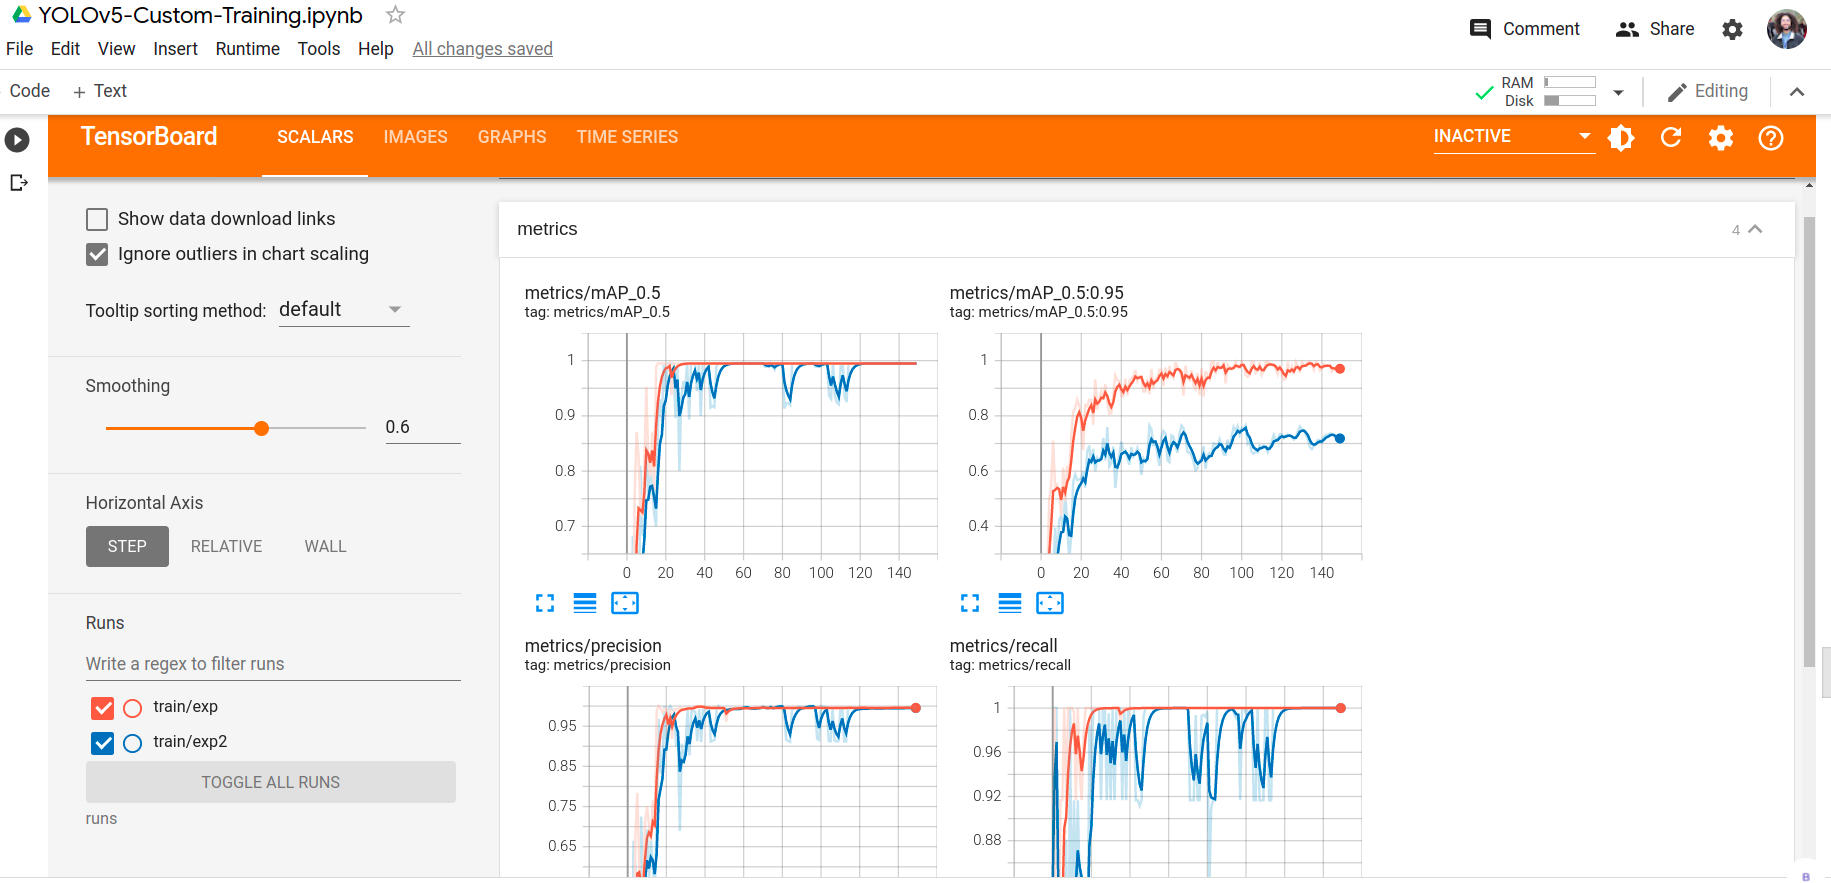 YOLOv5-Custom-Training.ipynb
File Edit View Insert Runtime Tools Help All changes saved
Comment Share
Code + Text
RAM
Disk
Editing
TensorBoard SCALARS IMAGES GRAPHS TIME SERIES INACTIVE
Show data download links
Ignore outliers in chart scaling
Tooltip sorting method: default
Smoothing
0.6
Horizontal Axis
STEP RELATIVE WALL
Runs
Write a regex to filter runs
train/exp
train/exp2
TOGGLE ALL RUNS
runs
metrics 4
metrics/mAP_0.5
tag: metrics/mAP_0.5
1
0.9
0.8
0.7
0 20 40 60 80 100 120 140
metrics/mAP_0.5:0.95
tag: metrics/mAP_0.5:0.95
1
0.8
0.6
0.4
0 20 40 60 80 100 120 140
metrics/precision
tag: metrics/precision
0.95
0.85
0.75
0.65
metrics/recall
tag: metrics/recall
1
0.96
0.92
0.88